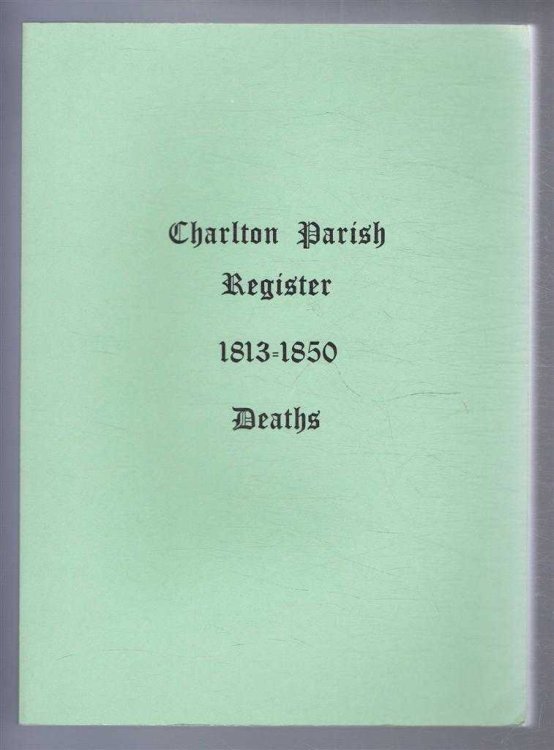 Charlton Parish
Register
1813=1850
Deaths